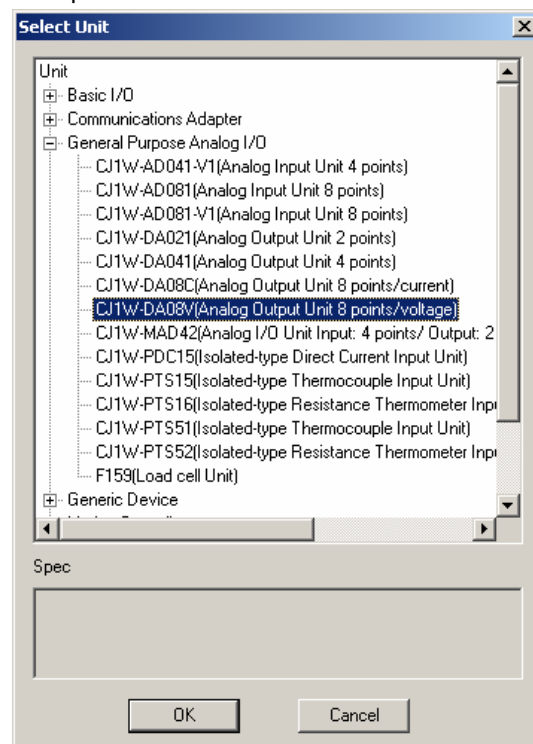 Select Unit
Unit
Basic I/O
Communications Adapter
General Purpose Analog I/O
CJ1W-AD041-V1(Analog Input Unit 4 points)
CJ1W-AD081(Analog Input Unit 8 points)
CJ1W-AD081-V1(Analog Input Unit 8 points)
CJ1W-DA021(Analog Output Unit 2 points)
CJ1W-DA041(Analog Output Unit 4 points)
CJ1W-DA08C(Analog Output Unit 8 points/current)
CJ1W-DA08V(Analog Output Unit 8 points/voltage)
CJ1W-MAD42(Analog I/O Unit Input: 4 points/ Output: 2
CJ1W-PDC15(Isolated-type Direct Current Input Unit)
CJ1W-PTS15(Isolated-type Thermocouple Input Unit)
CJ1W-PTS16(Isolated-type Resistance Thermometer Inpu
CJ1W-PTS51(Isolated-type Thermocouple Input Unit)
CJ1W-PTS52(Isolated-type Resistance Thermometer Inpu
F159(Load cell Unit)
Generic Device
Spec
OK Cancel